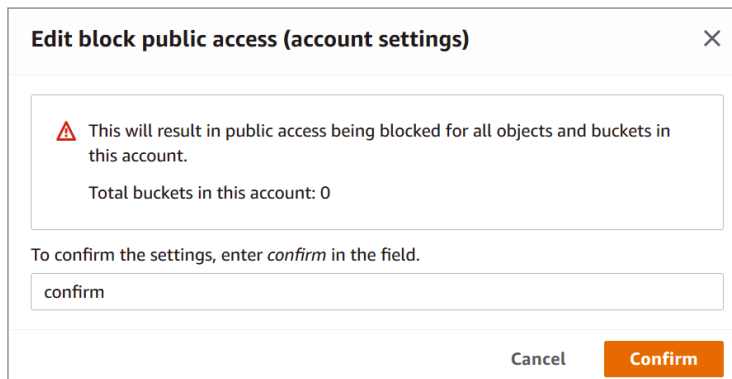 Edit block public access (account settings)
This will result in public access being blocked for all objects and buckets in
this account.
Total buckets in this account: 0
To confirm the settings, enter confirm in the field.
confirm
Cancel
Confirm